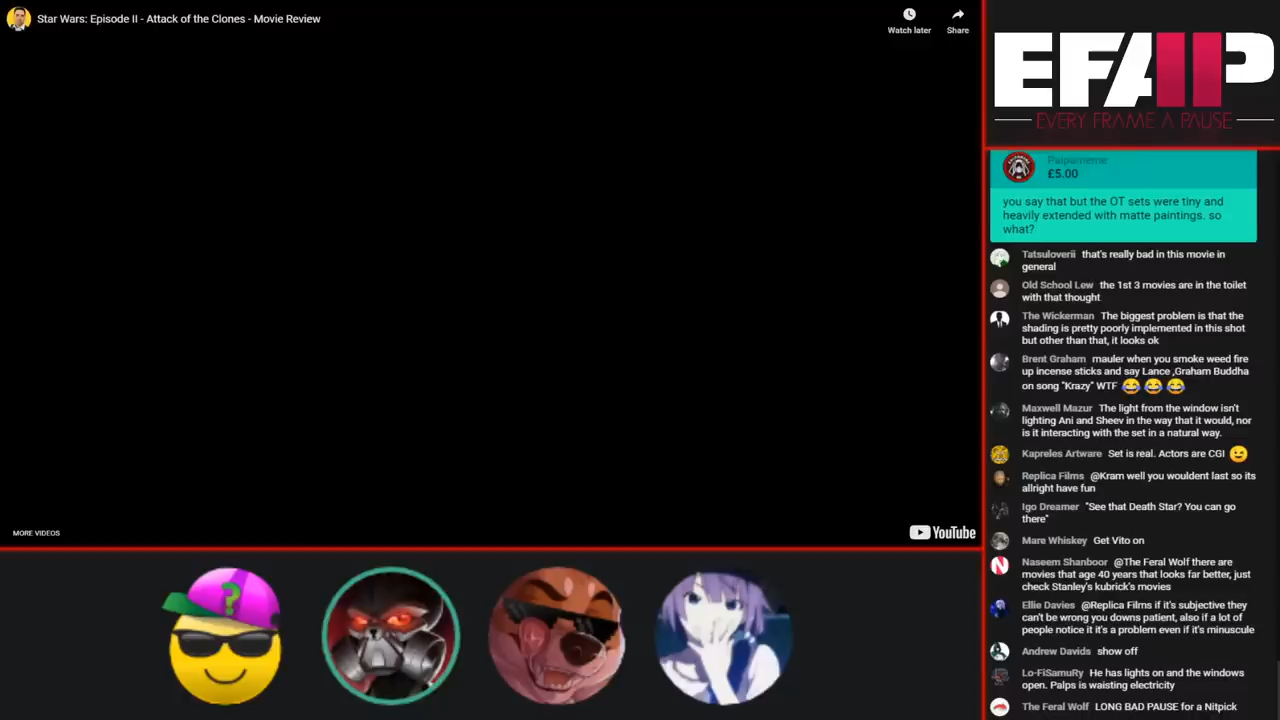 Star Wars: Episode II - Attack of the Clones - Movie Review
Watch later
Share
MORE VIDEOS
YouTube
?
EFAP
EVERY FRAME A PAUSE
Palpameme
£5.00
you say that but the OT sets were tiny and
heavily extended with matte paintings. so
what?
Tatsuloverii that's really bad in this movie in
general
Old School Lew the 1st 3 movies are in the toilet
with that thought
The Wickerman The biggest problem is that the
shading is pretty poorly implemented in this shot
but other than that, it looks ok
Brent Graham mauler when you smoke weed fire
up incense sticks and say Lance ,Graham Buddha
on song "Krazy" WTF 😂 😂 😂
Maxwell Mazur The light from the window isn't
lighting Ani and Sheev in the way that it would, nor
is it interacting with the set in a natural way.
Kapreles Artware Set is real. Actors are CGI 😉
Replica Films @Kram well you wouldent last so its
allright have fun
Igo Dreamer "See that Death Star? You can go
there"
Mare Whiskey Get Vito on
Naseem Shanboor @The Feral Wolf there are
movies that age 40 years that looks far better, just
check Stanley's kubrick's movies
Ellie Davies @Replica Films if it's subjective they
can't be wrong you downs patient, also if a lot of
people notice it it's a problem even if it's minuscule
Andrew Davids show off
Lo-FiSamuRy He has lights on and the windows
open. Palps is waisting electricity
The Feral Wolf LONG BAD PAUSE for a Nitpick